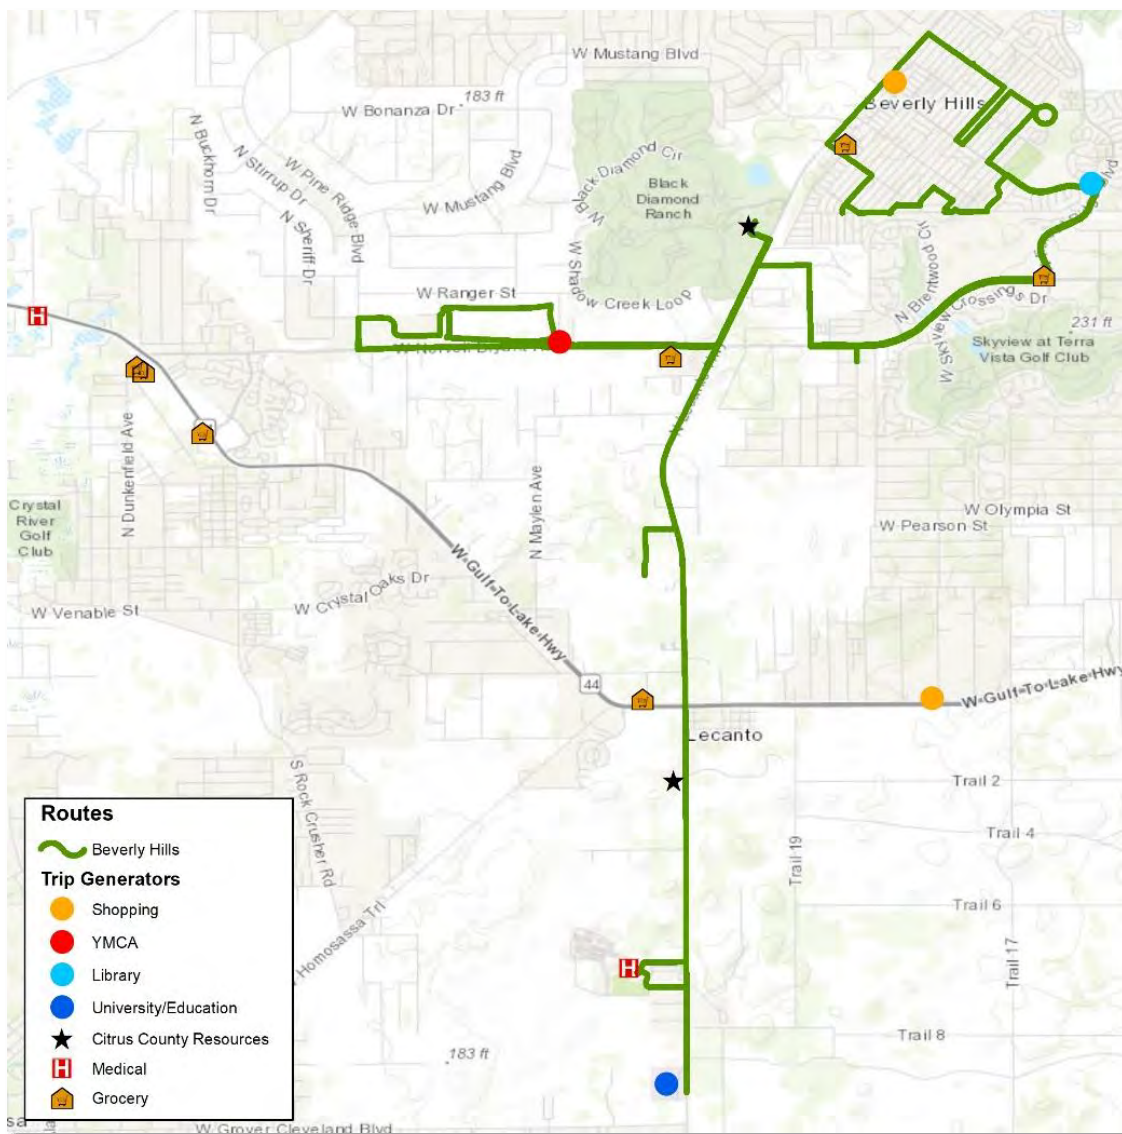 W Mustang Blvd
183 ft
W Bonanza Dr
Beverly Hills
N Buckhorn Dr
N Stirrup Dr
W Pine Ridge Blvd
W Black Diamond Cir
Black
Diamond
Ranch
W Mustang Blvd
N Sheriff Dr
W Shadow Creek Loop
N Brentwood Cir
W Ranger St
W Skyview Crossings Dr
231 ft
Skyview at Terra
Vista Golf Club
H
N Dunkenfield Ave
N Maylen Ave
Crystal
River
Golf
Club
W Olympia St
W Pearson St
W Crystal Oaks Dr
W Venable St
W Gulf To Lake Hwy
44
W Gulf To Lake Hwy
Lecanto
S Rock Crusher Rd
Trail 2
Trail 4
Trail 19
Trail 6
Homosassa Trl
Trail 17
H
Trail 8
183 ft
W Grover Cleveland Blvd
sa
Routes
Beverly Hills
Trip Generators
Shopping
YMCA
Library
University/Education
Citrus County Resources
H Medical
Grocery